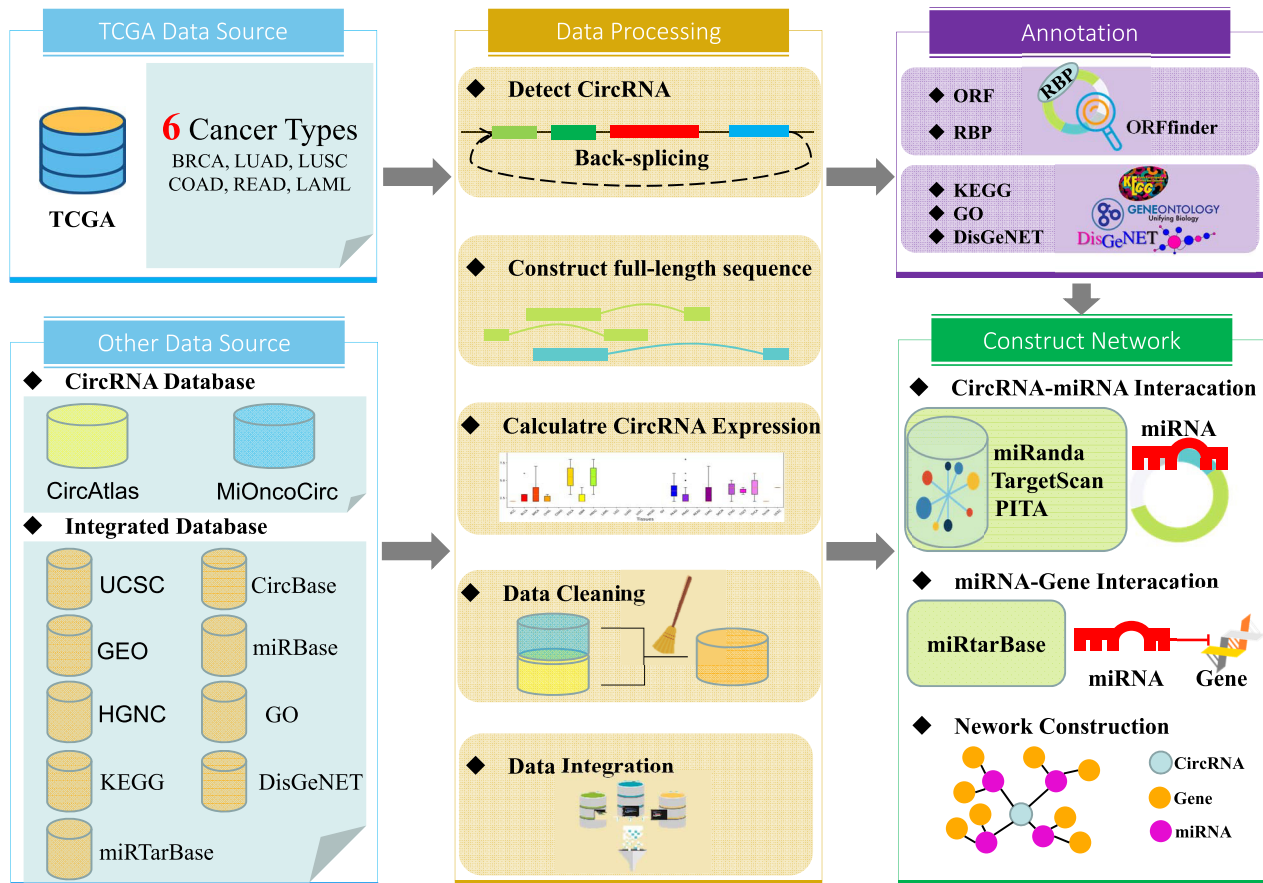 TCGA Data Source
TCGA
6 Cancer Types
BRCA, LUAD, LUSC
COAD, READ, LAML
Other Data Source
CircRNA Database
CircAtlas
MiOncoCirc
Integrated Database
UCSC
CircBase
GEO
miRBase
HGNC
GO
KEGG
DisGeNET
miRTarBase
Data Processing
Detect CircRNA
Back-splicing
Construct full-length sequence
Calculatre CircRNA Expression
Tissues
Data Cleaning
Data Integration
Annotation
ORF
RBP
RBP
ORFfinder
KEGG
GO
DisGeNET
KEGG
GENEONTOLOGY
Unifying Biology
DisGeNET
Construct Network
CircRNA-miRNA Interacation
miRanda
TargetScan
PITA
miRNA
miRNA-Gene Interacation
miRtarBase
miRNA
Gene
Nework Construction
CircRNA
Gene
miRNA